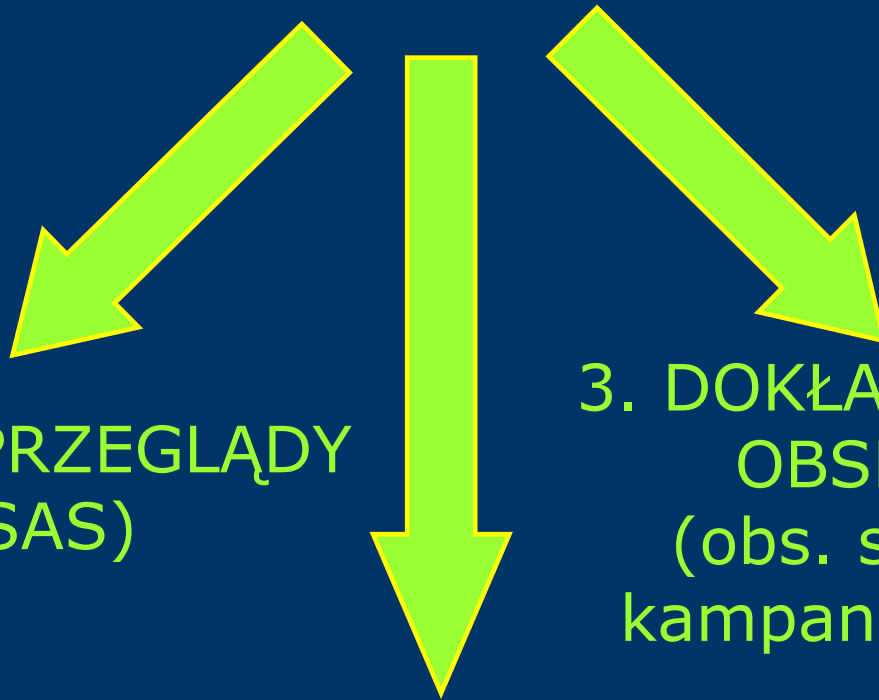 PRZEGLĄDY
SAS)
3. DOKŁA
OBS
(obs. s
kampan